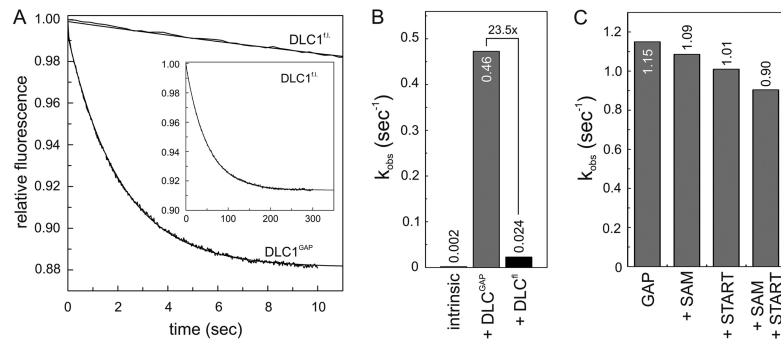 A
relative fluorescence
1.00
0.98
0.96
0.94
0.92
0.90
0.88
0
2
4
6
8
10
time (sec)
DLC1f.l.
DLC1GAP
DLC1f.l.
1.00
0.98
0.96
0.94
0.92
0.90
0
100
200
300
B
kobs (sec-1)
0.5
0.4
0.3
0.2
0.1
0
23.5x
0.002
0.46
0.024
intrinsic
+ DLCGAP
+ DLCfl
C
kobs (sec-1)
1.2
1.0
0.8
0.6
0.4
0.2
0
1.15
1.09
1.01
0.90
GAP
+ SAM
+ START
+ SAM
+ START